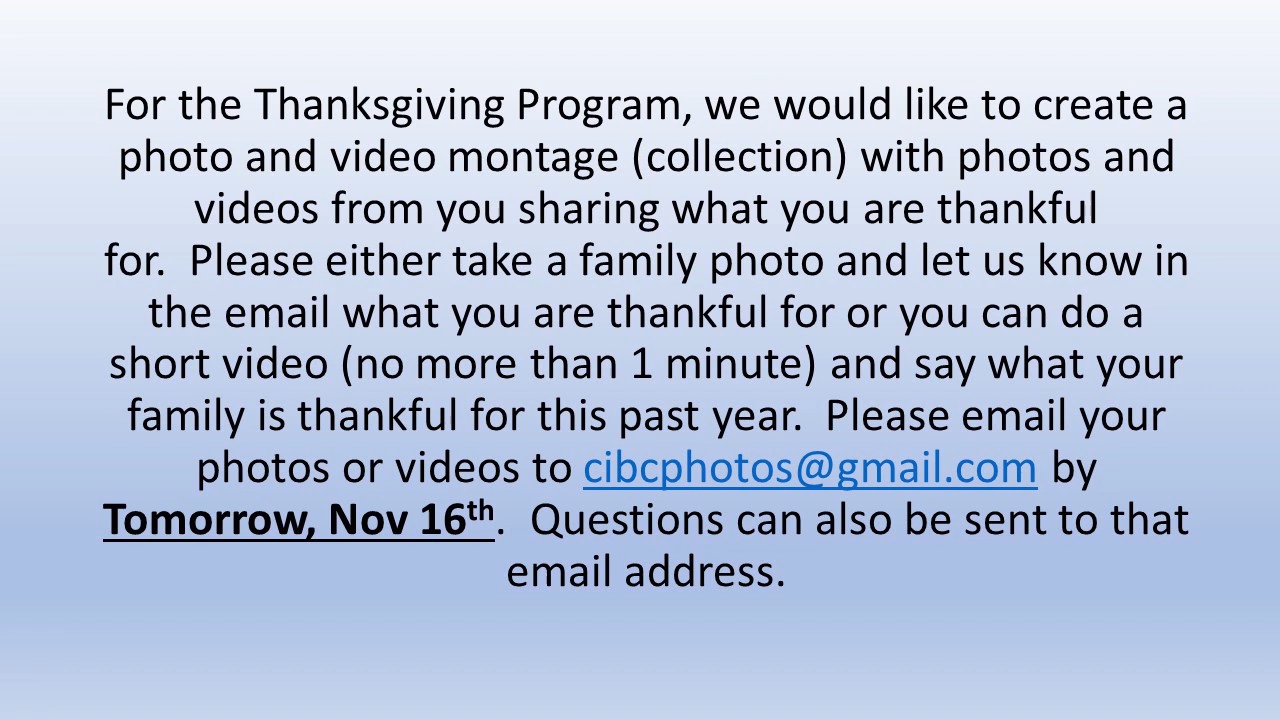 For the Thanksgiving Program, we would like to create a
photo and video montage (collection) with photos and
videos from you sharing what you are thankful
for.  Please either take a family photo and let us know in
the email what you are thankful for or you can do a
short video (no more than 1 minute) and say what your
family is thankful for this past year.  Please email your
photos or videos to cibcphotos@gmail.com by
Tomorrow, Nov 16th.  Questions can also be sent to that
email address.